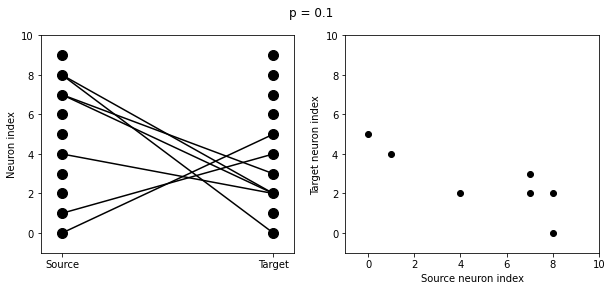 p = 0.1
Neuron index
10
8
6
4
2
0
Source Target
Target neuron index
10
8
6
4
2
0
0 2 4 6 8 10
Source neuron index